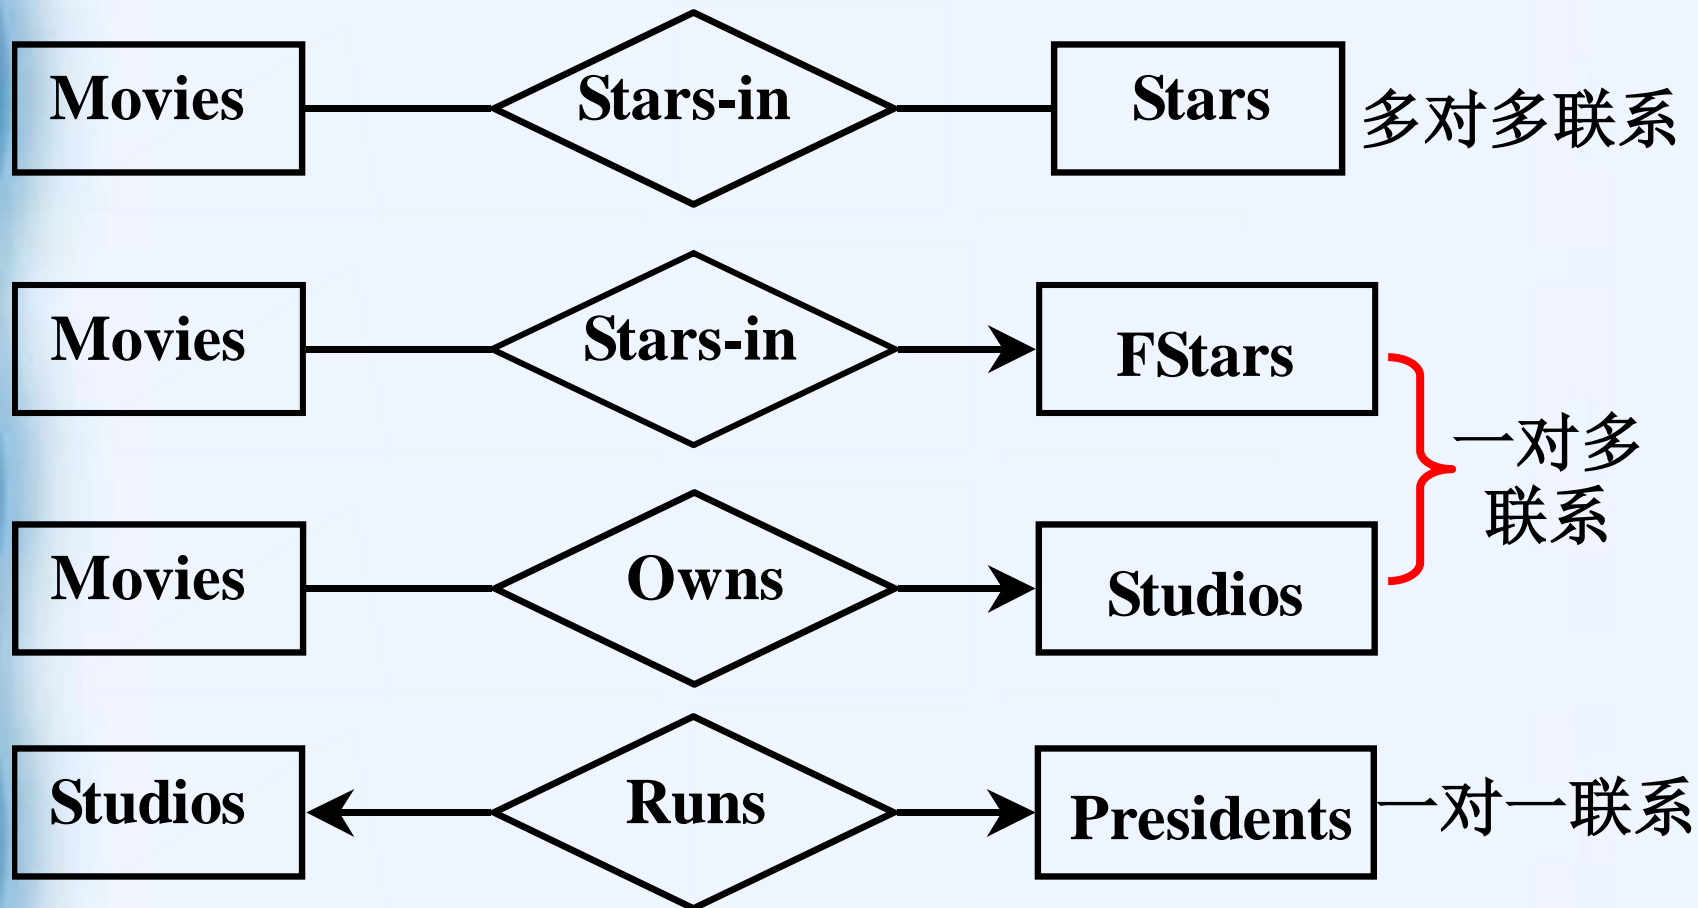 Movies
Stars-in
Stars
多对多联系
Movies
Stars-in
FStars
一对多
联系
Movies
Owns
Studios
Studios
Runs
Presidents
一对一联系